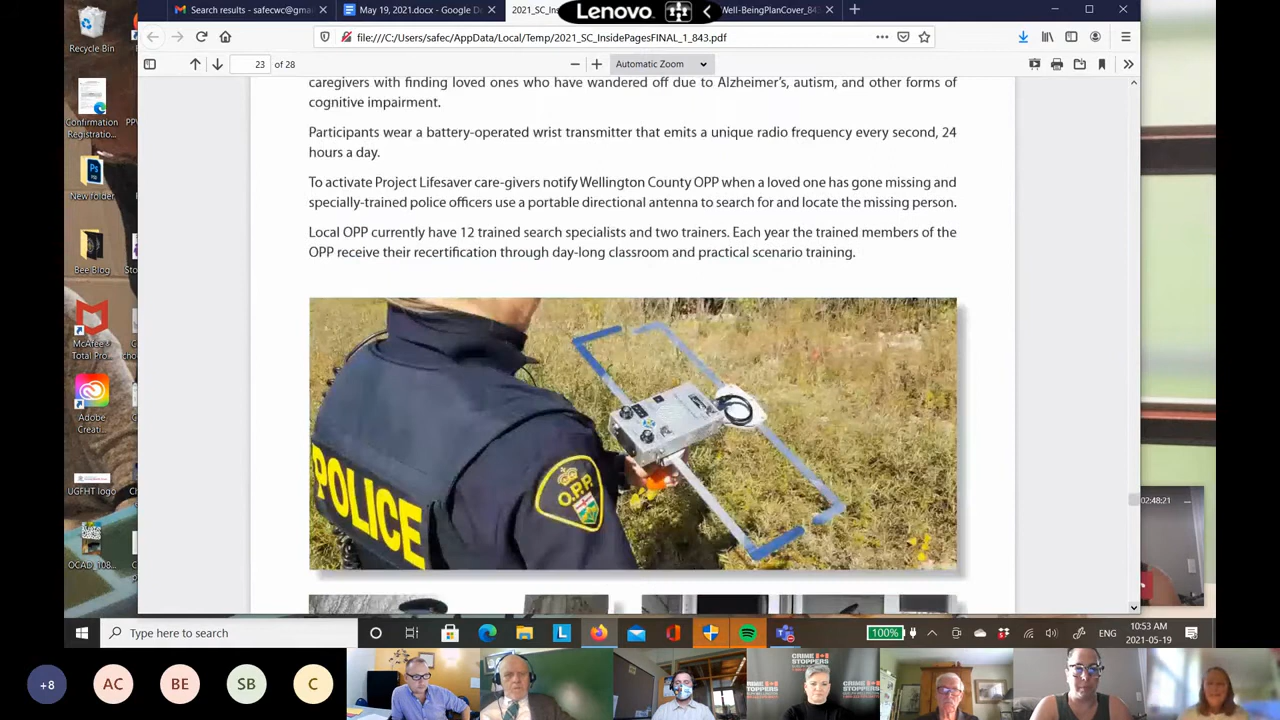 Search results - safecwc@gmail
May 19, 2021.docx - Google D
2021_SC_Ins
Lenovo
Well-BeingPlanCover_843
Recycle Bin
file:///C:/Users/safec/AppData/Local/Temp/2021_SC_InsidePagesFINAL_1_843.pdf
23 of 28
Automatic Zoom
caregivers with finding loved ones who have wandered off due to Alzheimer's, autism, and other forms of
cognitive impairment.
Confirmation
Registratio...
Participants wear a battery-operated wrist transmitter that emits a unique radio frequency every second, 24
hours a day.
To activate Project Lifesaver care-givers notify Wellington County OPP when a loved one has gone missing and
specially-trained police officers use a portable directional antenna to search for and locate the missing person.
New folder
Local OPP currently have 12 trained search specialists and two trainers. Each year the trained members of the
OPP receive their recertification through day-long classroom and practical scenario training.
Bee Blog
McAfee®
Total Pro...
Adobe
Creati...
UGFHT logo
OCAD_108...
POLICE
O.P.P.
02:48:21
Type here to search
100%
ENG
10:53 AM
2021-05-19
+8
AC
BE
SB
C
CRIME
STOPPERS
CRIME
STOPPERS